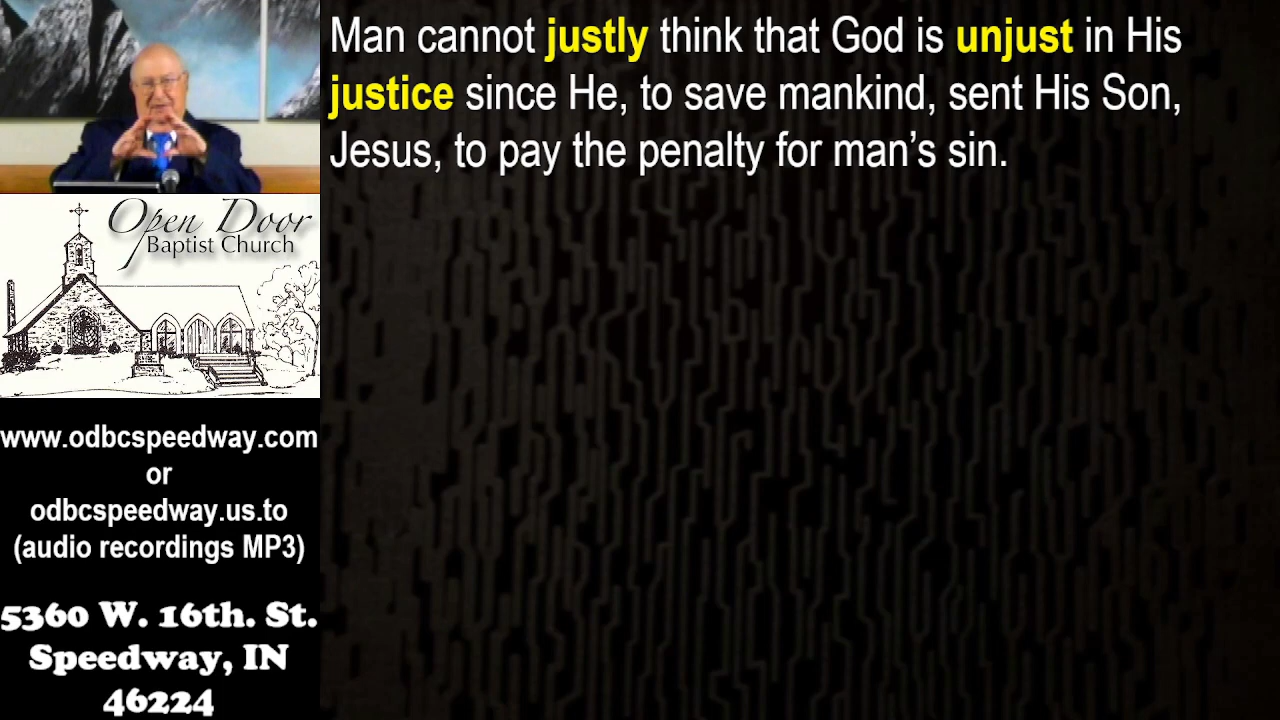 Man cannot justly think that God is unjust in His
justice since He, to save mankind, sent His Son,
Jesus, to pay the penalty for man’s sin.
Open Door
Baptist Church
www.odbcspeedway.com
or
odbcspeedway.us.to
(audio recordings MP3)
5360 W. 16th. St.
Speedway, IN
46224